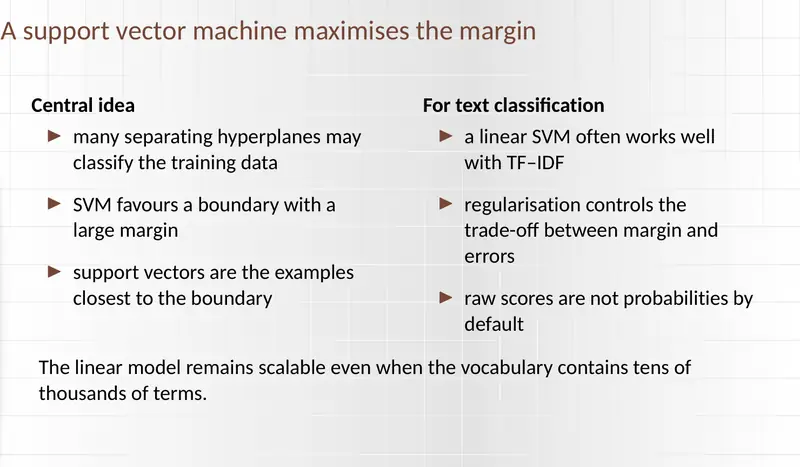 A support vector machine maximises the margin
Central idea
► many separating hyperplanes may
classify the training data
► SVM favours a boundary with a
large margin
► support vectors are the examples
closest to the boundary
For text classification
► a linear SVM often works well
with TF–IDF
► regularisation controls the
trade-off between margin and
errors
► raw scores are not probabilities by
default
The linear model remains scalable even when the vocabulary contains tens of
thousands of terms.